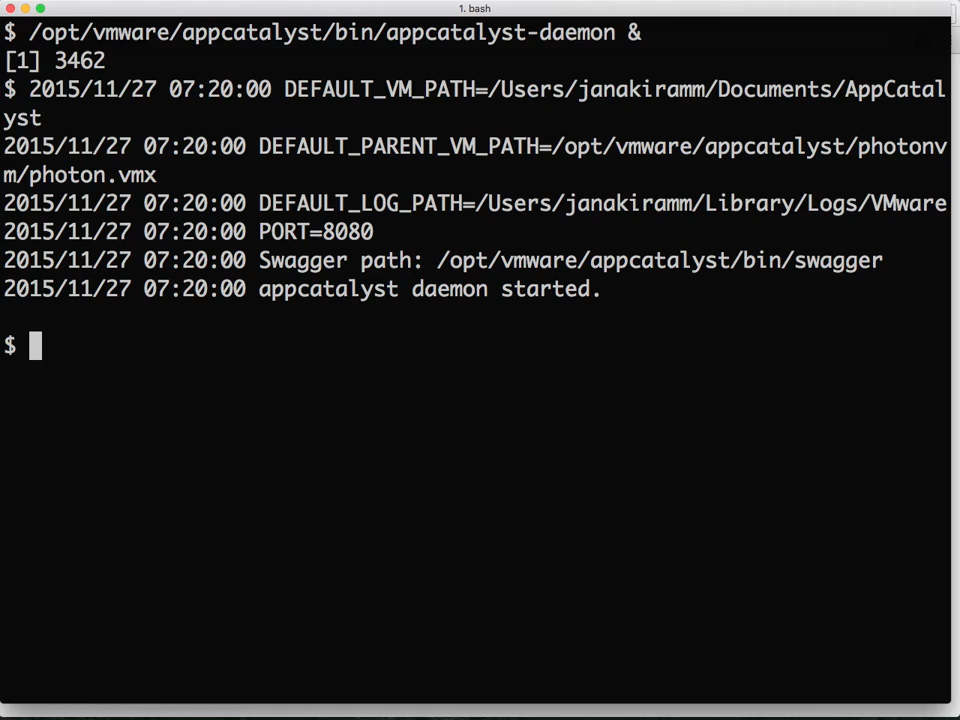 1. bash
$ /opt/vmware/appcatalyst/bin/appcatalyst-daemon &
[1] 3462
$ 2015/11/27 07:20:00 DEFAULT_VM_PATH=/Users/janakiramm/Documents/AppCatal
yst
2015/11/27 07:20:00 DEFAULT_PARENT_VM_PATH=/opt/vmware/appcatalyst/photonv
m/photon.vmx
2015/11/27 07:20:00 DEFAULT_LOG_PATH=/Users/janakiramm/Library/Logs/VMware
2015/11/27 07:20:00 PORT=8080
2015/11/27 07:20:00 Swagger path: /opt/vmware/appcatalyst/bin/swagger
2015/11/27 07:20:00 appcatalyst daemon started.
$